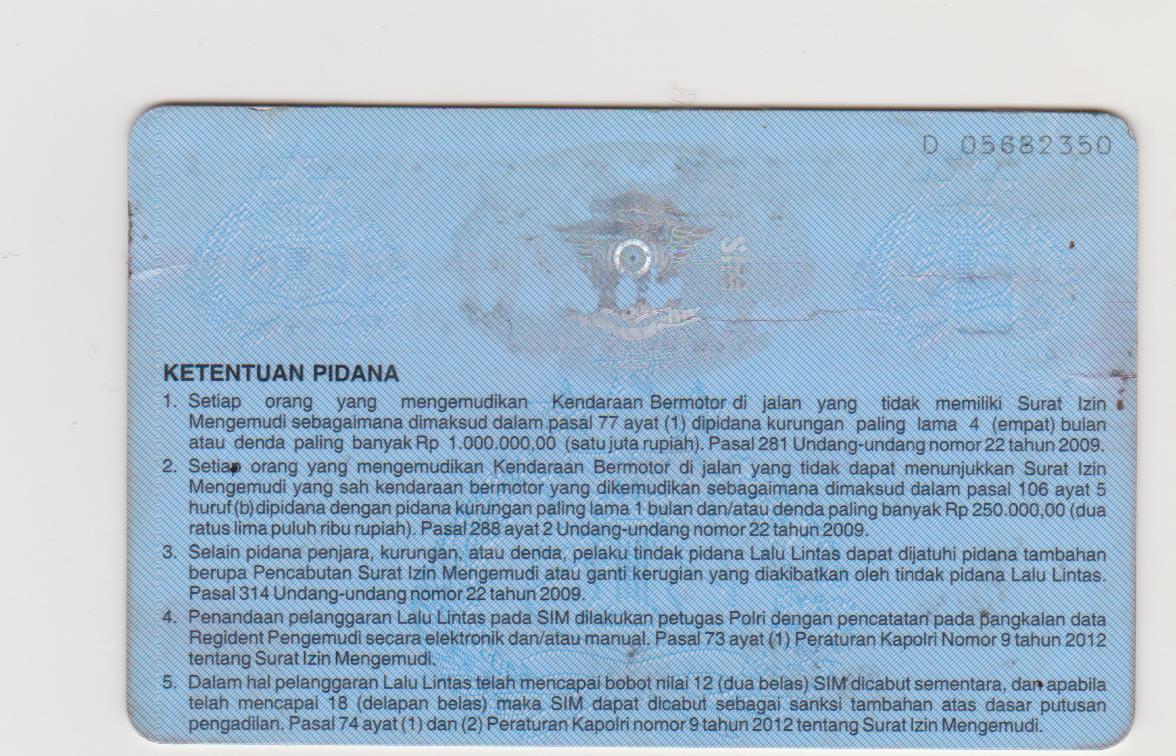 D 05682350
SIM
KETENTUAN PIDANA
1. Setiap orang yang mengemudikan Kendaraan Bermotor di jalan yang tidak memiliki Surat Izin
Mengemudi sebagaimana dimaksud dalam pasal 77 ayat (1) dipidana kurungan paling lama 4 (empat) bulan
atau denda paling banyak Rp 1.000.000,00 (satu juta rupiah). Pasal 281 Undang-undang nomor 22 tahun 2009.
2. Setiap orang yang mengemudikan Kendaraan Bermotor di jalan yang tidak dapat menunjukkan Surat Izin
Mengemudi yang sah kendaraan bermotor yang dikemudikan sebagaimana dimaksud dalam pasal 106 ayat 5
huruf (b) dipidana dengan pidana kurungan paling lama 1 bulan dan/atau denda paling banyak Rp 250.000,00 (dua
ratus lima puluh ribu rupiah). Pasal 288 ayat 2 Undang-undang nomor 22 tahun 2009.
3. Selain pidana penjara, kurungan, atau denda, pelaku tindak pidana Lalu Lintas dapat dijatuhi pidana tambahan
berupa Pencabutan Surat Izin Mengemudi atau ganti kerugian yang diakibatkan oleh tindak pidana Lalu Lintas.
Pasal 314 Undang-undang nomor 22 tahun 2009.
4. Penandaan pelanggaran Lalu Lintas pada SIM dilakukan petugas Polri dengan pencatatan pada pangkalan data
Regident Pengemudi secara elektronik dan/atau manual. Pasal 73 ayat (1) Peraturan Kapolri Nomor 9 tahun 2012
tentang Surat Izin Mengemudi.
5. Dalam hal pelanggaran Lalu Lintas telah mencapai bobot nilai 12 (dua belas) SIM dicabut sementara, dan apabila
telah mencapai 18 (delapan belas) maka SIM dapat dicabut sebagai sanksi tambahan atas dasar putusan
pengadilan. Pasal 74 ayat (1) dan (2) Peraturan Kapolri nomor 9 tahun 2012 tentang Surat Izin Mengemudi.